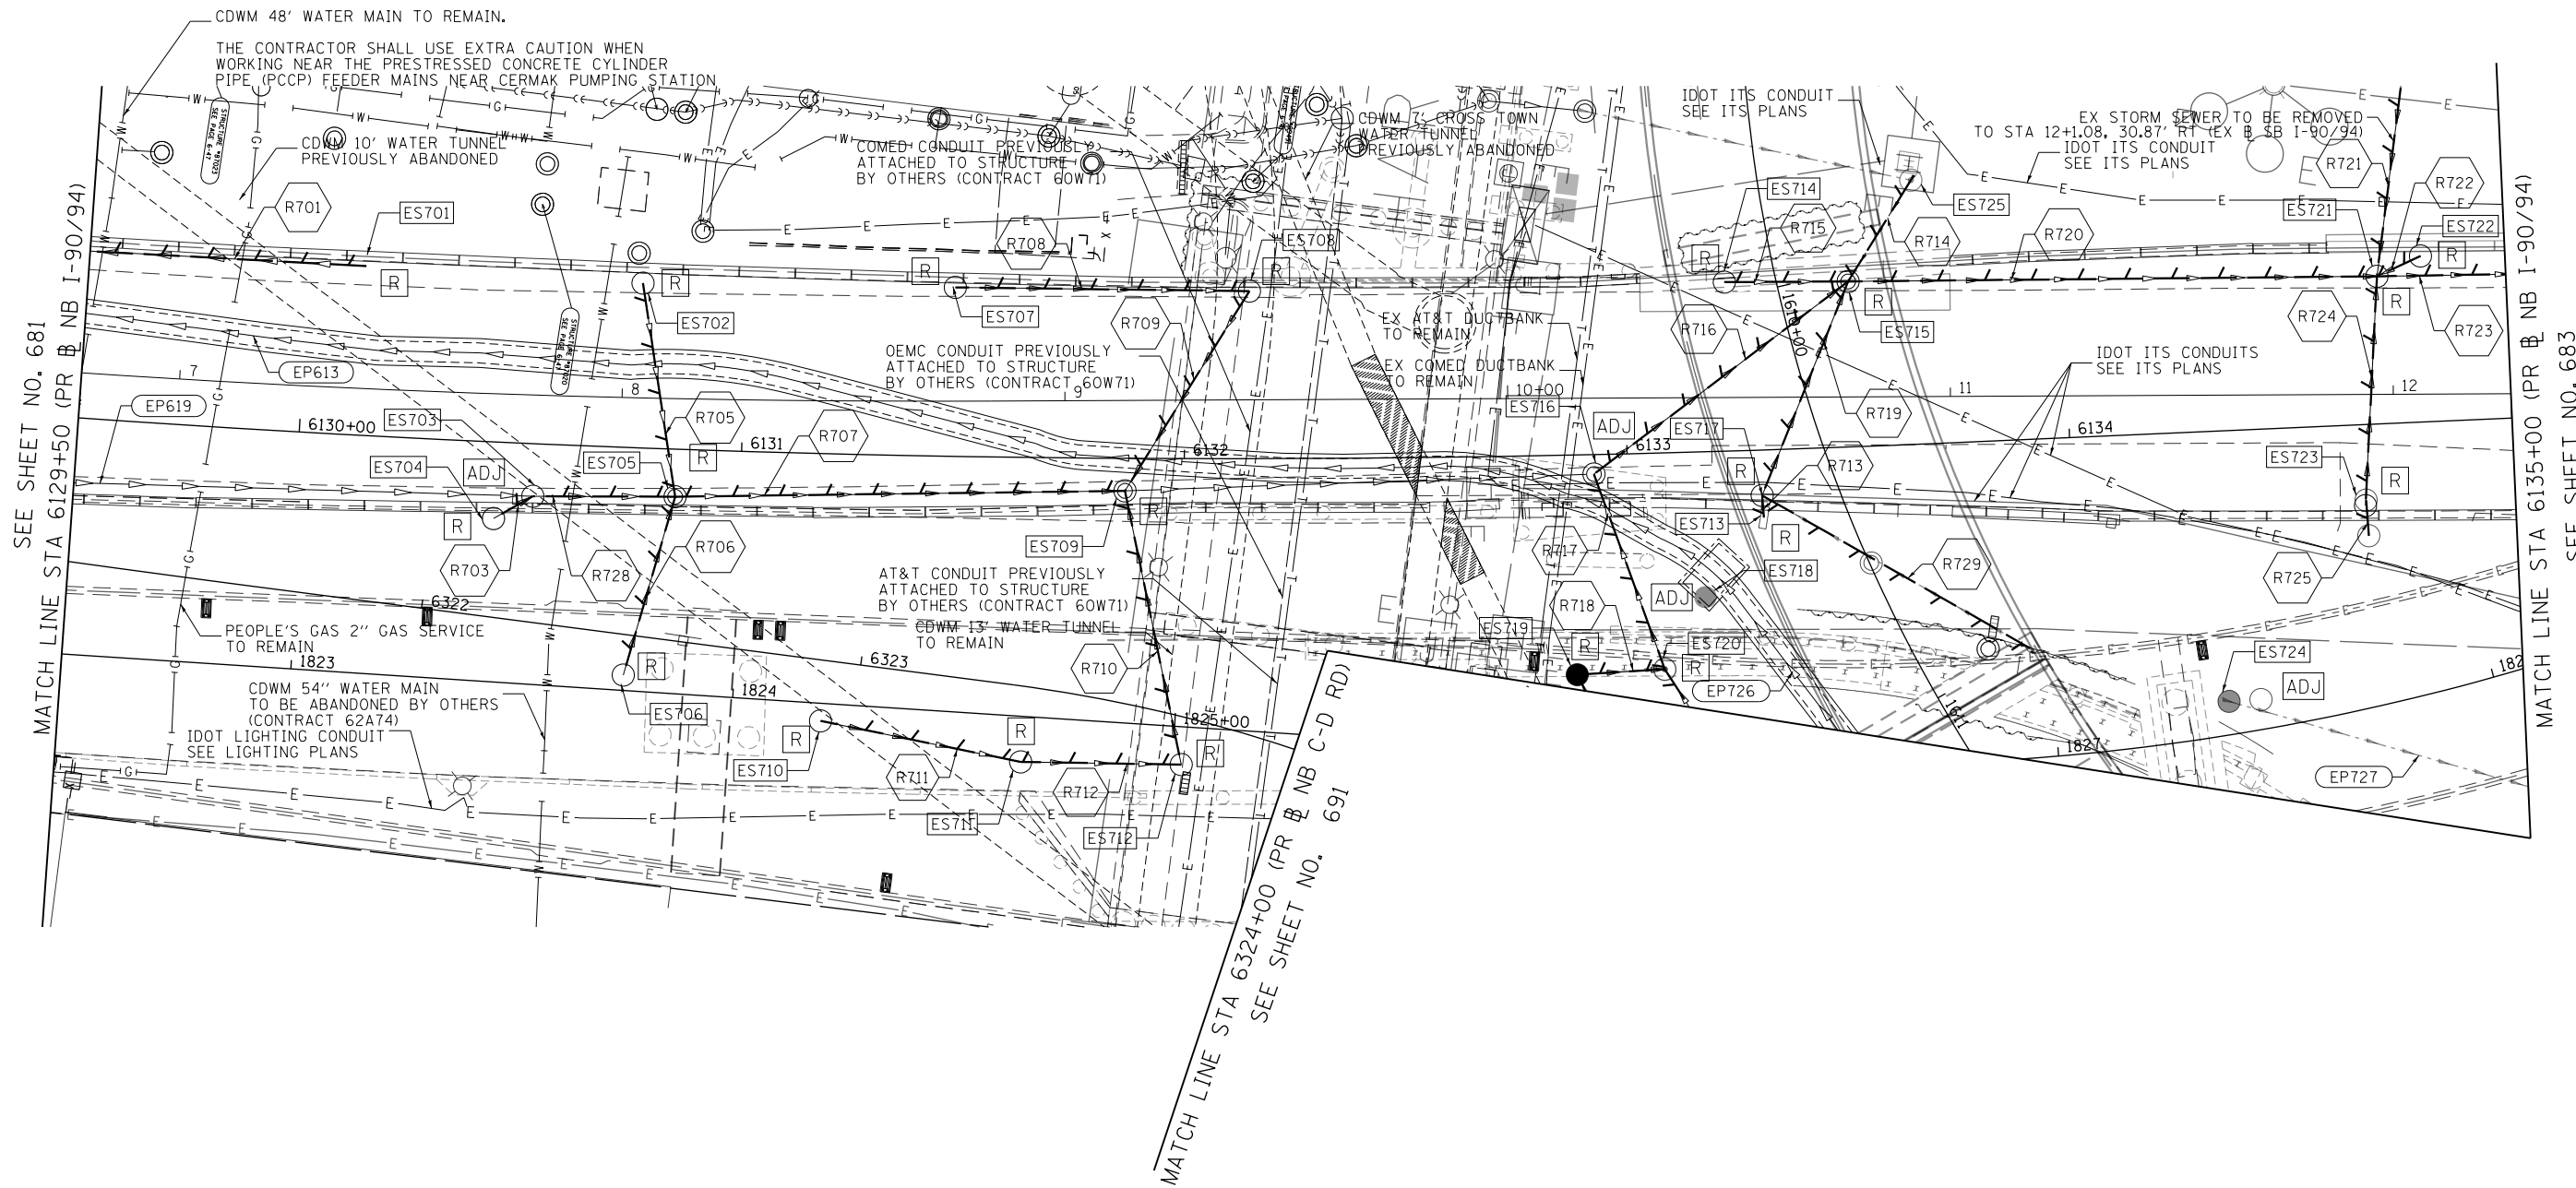 CDWM 48' WATER MAIN TO REMAIN.
THE CONTRACTOR SHALL USE EXTRA CAUTION WHEN
WORKING NEAR THE PRESTRESSED CONCRETE CYLINDER
PIPE (PCCP) FEEDER MAINS NEAR CERMAK PUMPING STATION
CDWM 10' WATER TUNNEL
PREVIOUSLY ABANDONED
COMED CONDUIT PREVIOUSLY
ATTACHED TO STRUCTURE
BY OTHERS (CONTRACT 60W71)
CDWM 7' CROSS TOWN
WATER TUNNEL
PREVIOUSLY ABANDONED
IDOT ITS CONDUIT
SEE ITS PLANS
EX STORM SEWER TO BE REMOVED
TO STA 12+1.08, 30.87' RT (EX B SB I-90/94)
IDOT ITS CONDUIT
SEE ITS PLANS
R701
ES701
R
ES702
R
R708
R
ES707
ES708
R
R709
ES714
R
R715
ES725
R714
R720
R716
R
ES715
R721
R722
ES721
ES722
R
R
R724
R723
EP613
EP619
7
8
9
10+00
11
12
1610+00
OEMC CONDUIT PREVIOUSLY
ATTACHED TO STRUCTURE
BY OTHERS (CONTRACT 60W71)
EX AT&T DUCTBANK
TO REMAIN
EX COMED DUCTBANK
TO REMAIN
IDOT ITS CONDUITS
SEE ITS PLANS
6130+00
6131
6132
6133
6134
ES703
ES704
ADJ
R
ES705
R705
R
R707
R703
R728
R706
ES709
R
ES716
ADJ
ES717
R
R719
R713
ES713
R
R717
R718
ADJ
ES718
R729
ES723
R
R725
AT&T CONDUIT PREVIOUSLY
ATTACHED TO STRUCTURE
BY OTHERS (CONTRACT 60W71)
CDWM 13' WATER TUNNEL
TO REMAIN
PEOPLE'S GAS 2'' GAS SERVICE
TO REMAIN
6322
6323
1823
1824
1825+00
1827
R
ES706
R710
ES719
R
ES720
R
EP726
ES724
ADJ
EP727
CDWM 54'' WATER MAIN
TO BE ABANDONED BY OTHERS
(CONTRACT 62A74)
IDOT LIGHTING CONDUIT
SEE LIGHTING PLANS
R
ES710
R
R711
ES711
R712
ES712
R
SEE SHEET NO. 681
MATCH LINE STA 6129+50 (PR B NB I-90/94)
MATCH LINE STA 6135+00 (PR B NB I-90/94)
SEE SHEET NO. 683
MATCH LINE STA 6324+00 (PR B NB C-D RD)
SEE SHEET NO. 691